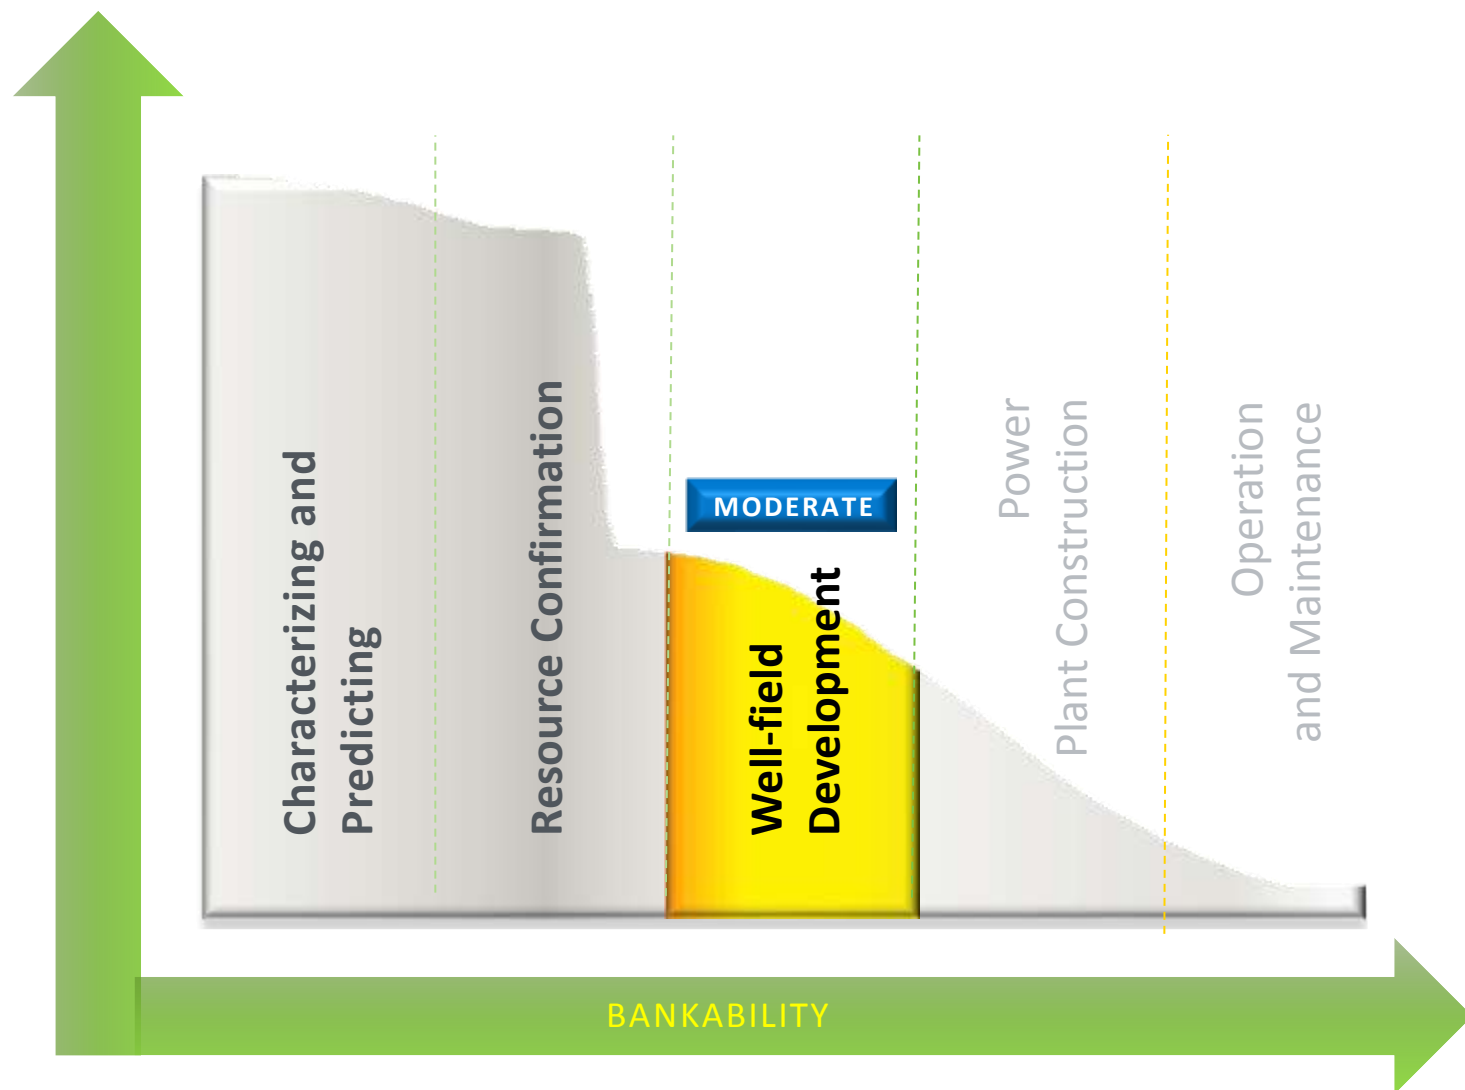 Characterizing and
Predicting
Resource Confirmation
MODERATE
Well-field
Development
Power
Plant Construction
Operation
and Maintenance
BANKABILITY